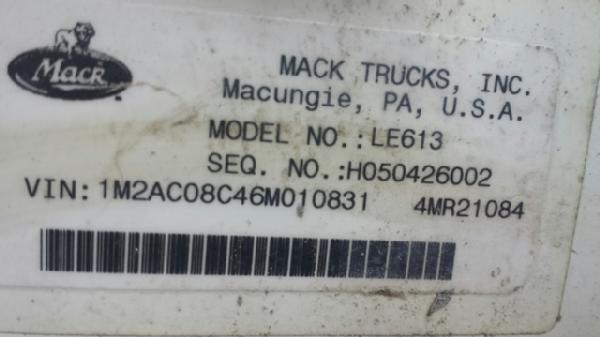 Mack
MACK TRUCKS, INC.
Macungie, PA, U.S.A.
MODEL NO.: LE613
SEQ. NO.:H050426002
VIN: 1M2AC08C46M010831 4MR21084